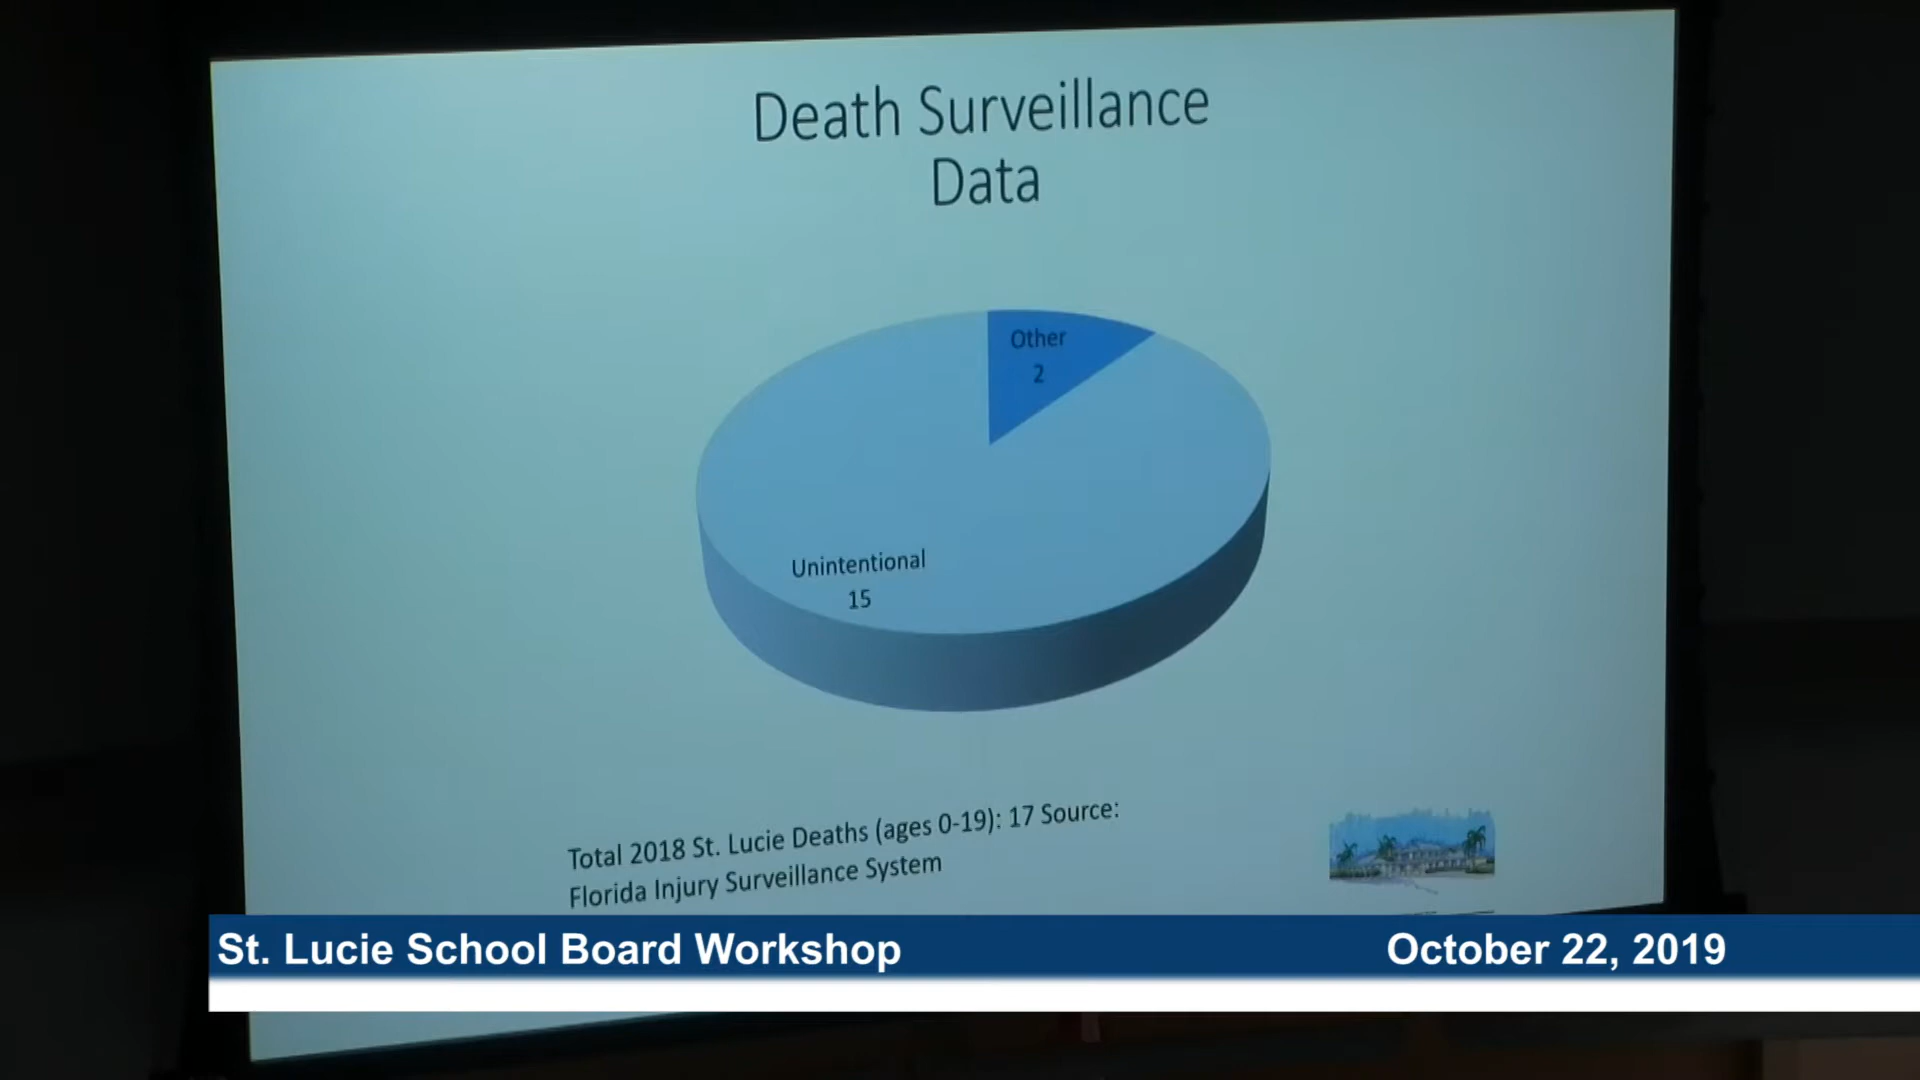 Death Surveillance
Data
Other
2
Unintentional
15
Total 2018 St. Lucie Deaths (ages 0-19): 17 Source:
Florida Injury Surveillance System
St. Lucie School Board Workshop
October 22, 2019